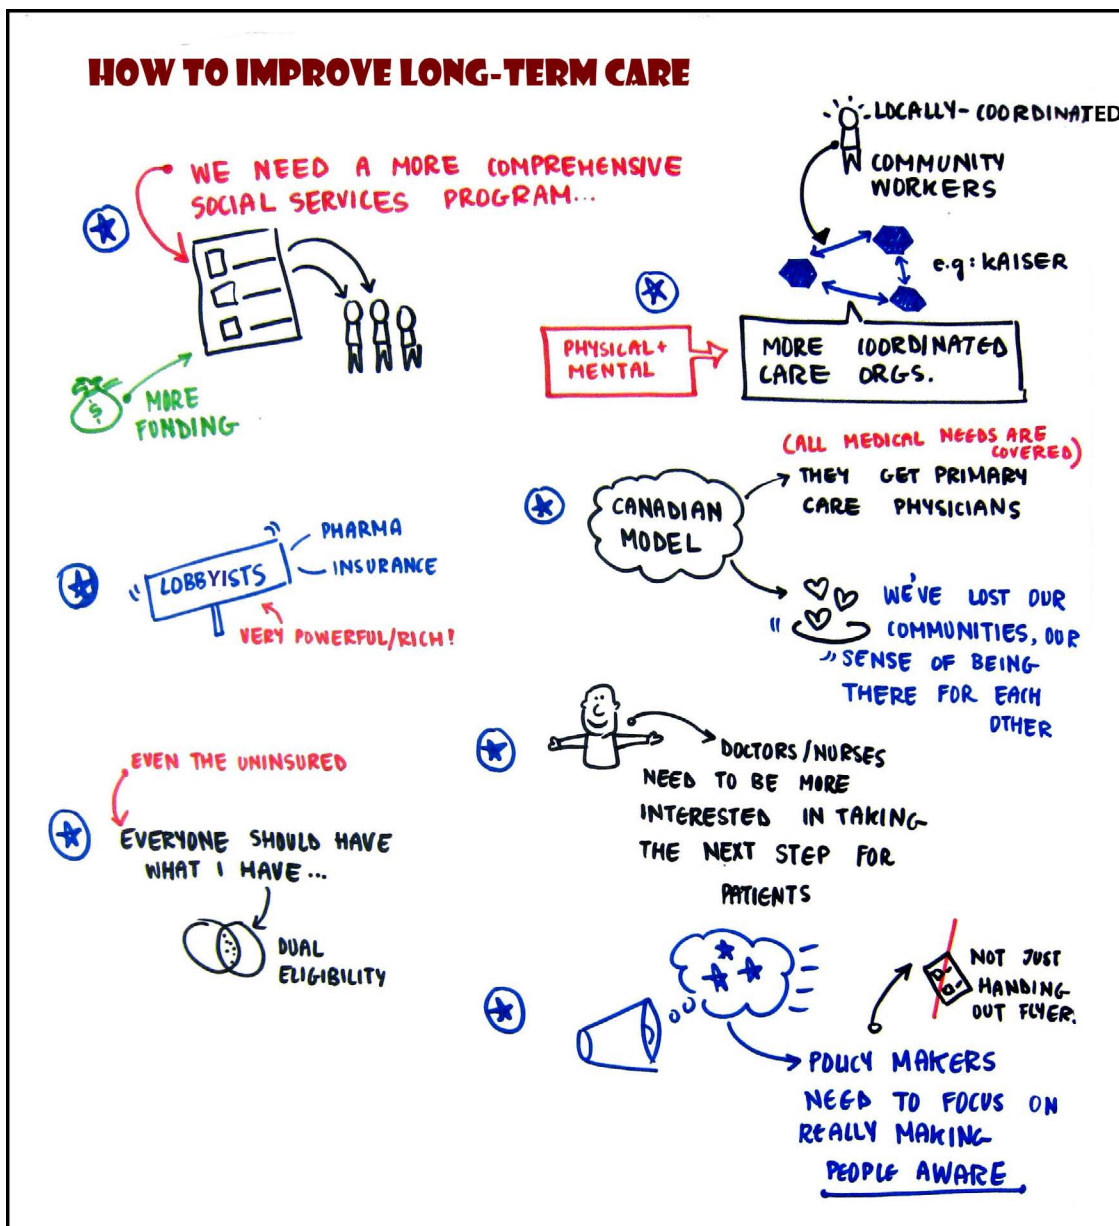 HOW TO IMPROVE LONG-TERM CARE
WE NEED A MORE COMPREHENSIVE
SOCIAL SERVICES PROGRAM...
$
MORE
FUNDING
LOBBYISTS
PHARMA
INSURANCE
VERY POWERFUL/RICH!
EVEN THE UNINSURED
EVERYONE SHOULD HAVE
WHAT I HAVE...
DUAL
ELIGIBILITY
LOCALLY-COORDINATED
COMMUNITY
WORKERS
e.g: KAISER
PHYSICAL +
MENTAL
MORE COORDINATED
CARE ORGS.
CANADIAN
MODEL
(ALL MEDICAL NEEDS ARE
COVERED)
THEY GET PRIMARY
CARE PHYSICIANS
WE'VE LOST OUR
COMMUNITIES, OUR
SENSE OF BEING
THERE FOR EACH
OTHER
DOCTORS/NURSES
NEED TO BE MORE
INTERESTED IN TAKING
THE NEXT STEP FOR
PATIENTS
NOT JUST
HANDING
OUT FLYER.
POLICY MAKERS
NEED TO FOCUS ON
REALLY MAKING
PEOPLE AWARE